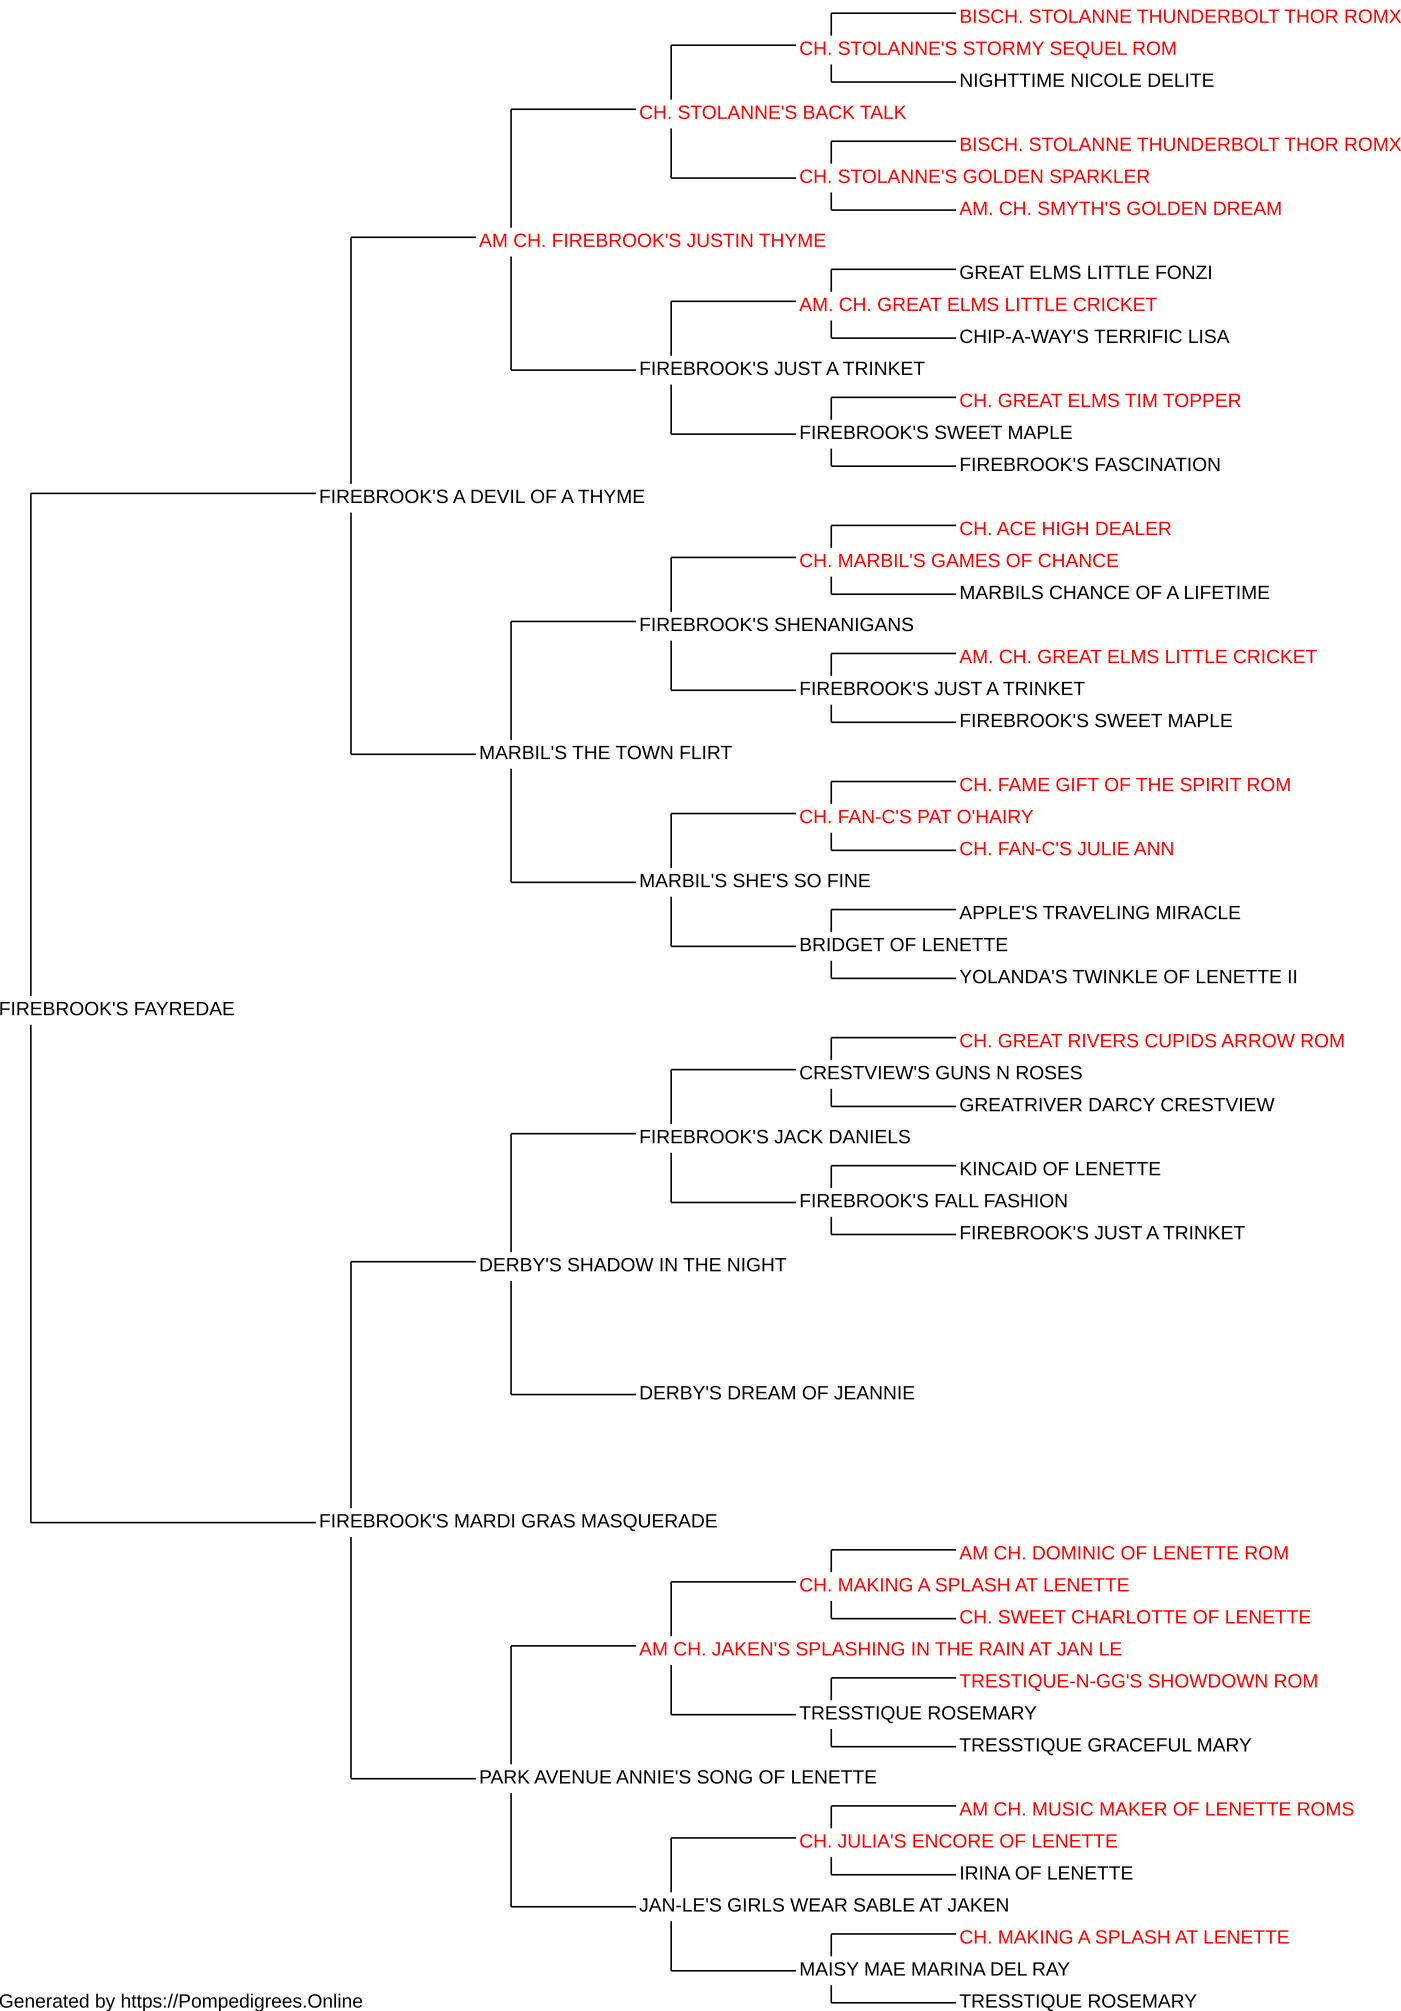 BISCH. STOLANNE THUNDERBOLT THOR ROMX
CH. STOLANNE'S STORMY SEQUEL ROM
NIGHTTIME NICOLE DELITE
CH. STOLANNE'S BACK TALK
BISCH. STOLANNE THUNDERBOLT THOR ROMX
CH. STOLANNE'S GOLDEN SPARKLER
AM. CH. SMYTH'S GOLDEN DREAM
AM CH. FIREBROOK'S JUSTIN THYME
GREAT ELMS LITTLE FONZI
AM. CH. GREAT ELMS LITTLE CRICKET
CHIP-A-WAY'S TERRIFIC LISA
FIREBROOK'S JUST A TRINKET
CH. GREAT ELMS TIM TOPPER
FIREBROOK'S SWEET MAPLE
FIREBROOK'S FASCINATION
FIREBROOK'S A DEVIL OF A THYME
CH. ACE HIGH DEALER
CH. MARBIL'S GAMES OF CHANCE
MARBILS CHANCE OF A LIFETIME
FIREBROOK'S SHENANIGANS
AM. CH. GREAT ELMS LITTLE CRICKET
FIREBROOK'S JUST A TRINKET
FIREBROOK'S SWEET MAPLE
MARBIL'S THE TOWN FLIRT
CH. FAME GIFT OF THE SPIRIT ROM
CH. FAN-C'S PAT O'HAIRY
CH. FAN-C'S JULIE ANN
MARBIL'S SHE'S SO FINE
APPLE'S TRAVELING MIRACLE
BRIDGET OF LENETTE
YOLANDA'S TWINKLE OF LENETTE II
FIREBROOK'S FAYREDAE
CH. GREAT RIVERS CUPIDS ARROW ROM
CRESTVIEW'S GUNS N ROSES
GREATRIVER DARCY CRESTVIEW
FIREBROOK'S JACK DANIELS
KINCAID OF LENETTE
FIREBROOK'S FALL FASHION
FIREBROOK'S JUST A TRINKET
DERBY'S SHADOW IN THE NIGHT
DERBY'S DREAM OF JEANNIE
FIREBROOK'S MARDI GRAS MASQUERADE
AM CH. DOMINIC OF LENETTE ROM
CH. MAKING A SPLASH AT LENETTE
CH. SWEET CHARLOTTE OF LENETTE
AM CH. JAKEN'S SPLASHING IN THE RAIN AT JAN LE
TRESTIQUE-N-GG'S SHOWDOWN ROM
TRESSTIQUE ROSEMARY
TRESSTIQUE GRACEFUL MARY
PARK AVENUE ANNIE'S SONG OF LENETTE
AM CH. MUSIC MAKER OF LENETTE ROMS
CH. JULIA'S ENCORE OF LENETTE
IRINA OF LENETTE
JAN-LE'S GIRLS WEAR SABLE AT JAKEN
CH. MAKING A SPLASH AT LENETTE
MAISY MAE MARINA DEL RAY
TRESSTIQUE ROSEMARY
Generated by https://Pompedigrees.Online